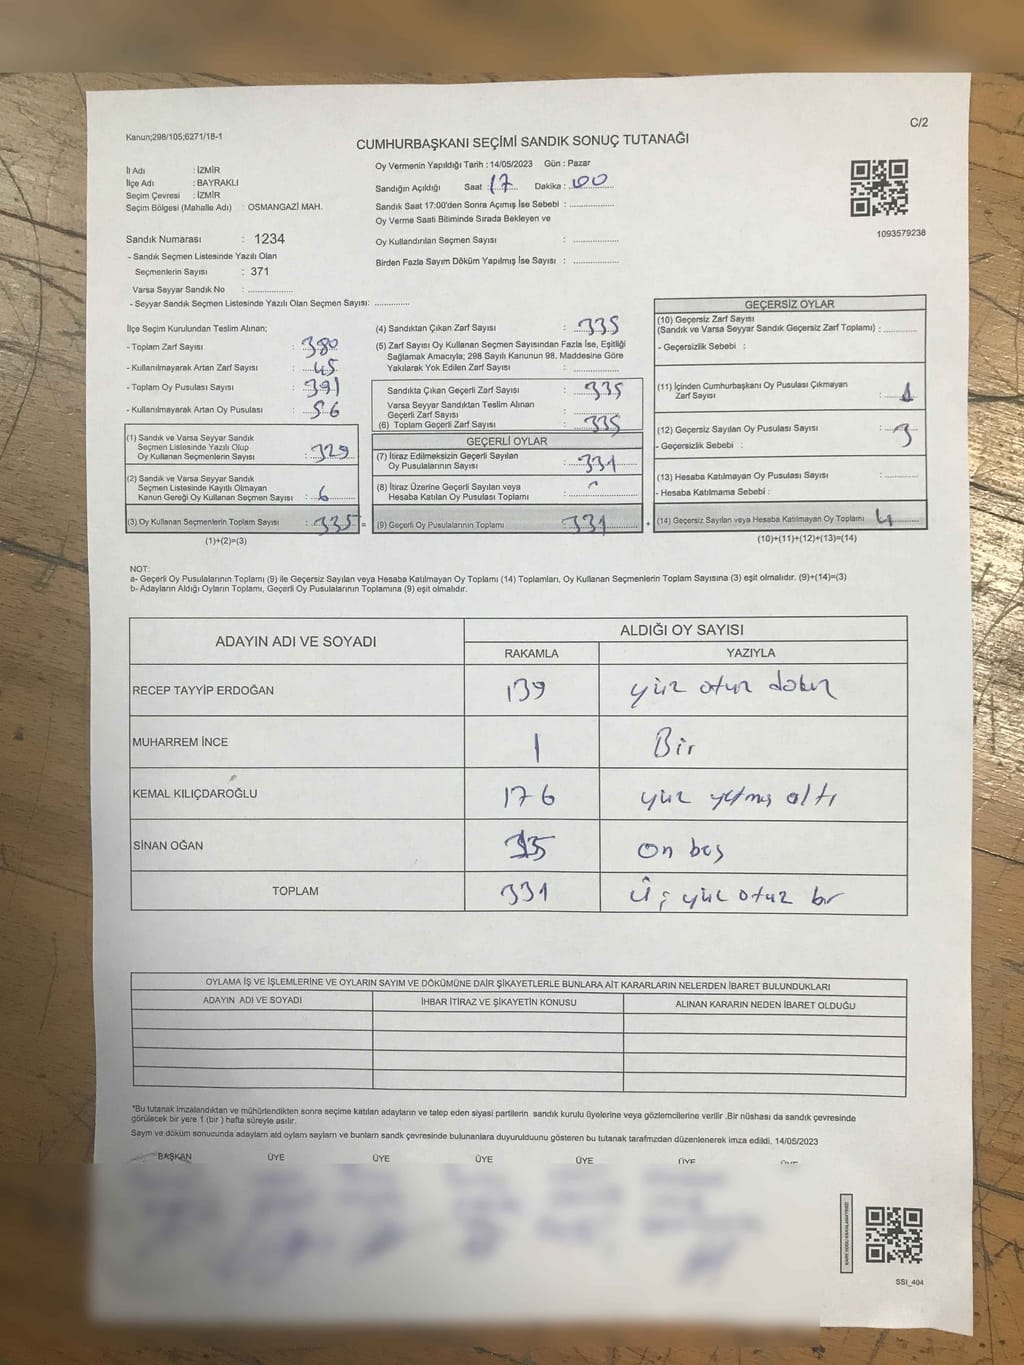 Kanun;298/105;6271/18-1
C/2
CUMHURBAŞKANI SEÇİMİ SANDIK SONUÇ TUTANAĞI
İl Adı : İZMİR
İlçe Adı : BAYRAKLI
Seçim Çevresi : İZMİR
Seçim Bölgesi (Mahalle Adı) : OSMANGAZİ MAH.
Oy Vermenin Yapıldığı Tarih : 14/05/2023 Gün : Pazar
Sandığın Açıldığı Saat : 17 Dakika : 00
Sandık Saat 17:00'den Sonra Açımış İse Sebebi : ..............
Oy Verme Saati Bitiminde Sırada Bekleyen ve
Oy Kullandırılan Seçmen Sayısı : ..............
Birden Fazla Sayım Döküm Yapılmış İse Sayısı : ..............
1093579238
Sandık Numarası : 1234
- Sandık Seçmen Listesinde Yazılı Olan
Seçmenlerin Sayısı : 371
Varsa Seyyar Sandık No : ..............
- Seyyar Sandık Seçmen Listesinde Yazılı Olan Seçmen Sayısı: ..............
İlçe Seçim Kurulundan Teslim Alınan;
- Toplam Zarf Sayısı : 380
- Kullanılmayarak Artan Zarf Sayısı : 45
- Toplam Oy Pusulası Sayısı : 391
- Kullanılmayarak Artan Oy Pusulası : 56
(1) Sandık ve Varsa Seyyar Sandık
Seçmen Listesinde Yazılı Olup
Oy Kullanan Seçmenlerin Sayısı : 329
(2) Sandık ve Varsa Seyyar Sandık
Seçmen Listesinde Kayıtlı Olmayan
Kanun Gereği Oy Kullanan Seçmen Sayısı : 6
(3) Oy Kullanan Seçmenlerin Toplam Sayısı : 335 =
(1)+(2)=(3)
(4) Sandıktan Çıkan Zarf Sayısı : 335
(5) Zarf Sayısı Oy Kullanan Seçmen Sayısından Fazla İse, Eşitliği
Sağlamak Amacıyla; 298 Sayılı Kanunun 98. Maddesine Göre
Yakılarak Yok Edilen Zarf Sayısı : ..............
Sandıkta Çıkan Geçerli Zarf Sayısı : 335
Varsa Seyyar Sandıktan Teslim Alınan
Geçerli Zarf Sayısı : ..............
(6) Toplam Geçerli Zarf Sayısı : 335
GEÇERLİ OYLAR
(7) İtiraz Edilmeksizin Geçerli Sayılan
Oy Pusulalarının Sayısı : 331
(8) İtiraz Üzerine Geçerli Sayılan veya
Hesaba Katılan Oy Pusulası Toplamı :
(9) Geçerli Oy Pusulalarının Toplamı : 331 +
GEÇERSİZ OYLAR
(10) Geçersiz Zarf Sayısı
(Sandık ve Varsa Seyyar Sandık Geçersiz Zarf Toplamı) : ..............
- Geçersizlik Sebebi :
(11) İçinden Cumhurbaşkanı Oy Pusulası Çıkmayan
Zarf Sayısı : 1
(12) Geçersiz Sayılan Oy Pusulası Sayısı : 3
- Geçersizlik Sebebi :
(13) Hesaba Katılmayan Oy Pusulası Sayısı : ..............
- Hesaba Katılmama Sebebi :
(14) Geçersiz Sayılan veya Hesaba Katılmayan Oy Toplamı 4
(10)+(11)+(12)+(13)=(14)
NOT:
a- Geçerli Oy Pusulalarının Toplamı (9) ile Geçersiz Sayılan veya Hesaba Katılmayan Oy Toplamı (14) Toplamları, Oy Kullanan Seçmenlerin Toplam Sayısına (3) eşit olmalıdır. (9)+(14)=(3)
b- Adayların Aldığı Oyların Toplamı, Geçerli Oy Pusulalarının Toplamına (9) eşit olmalıdır.
ADAYIN ADI VE SOYADI ALDIĞI OY SAYISI
RAKAMLA YAZIYLA
RECEP TAYYİP ERDOĞAN 139 yüz otuz dokuz
MUHARREM İNCE 1 Bir
KEMAL KILIÇDAROĞLU 176 yüz yetmiş altı
SİNAN OĞAN 15 on beş
TOPLAM 331 üç yüz otuz bir
OYLAMA İŞ VE İŞLEMLERİNE VE OYLARIN SAYIM VE DÖKÜMÜNE DAİR ŞİKAYETLERLE BUNLARA AİT KARARLARIN NELERDEN İBARET BULUNDUKLARI
ADAYIN ADI VE SOYADI İHBAR İTİRAZ VE ŞİKAYETİN KONUSU ALINAN KARARIN NEDEN İBARET OLDUĞU
*Bu tutanak imzalandıktan ve mühürlendikten sonra seçime katılan adayların ve talep eden siyasi partilerin sandık kurulu üyelerine veya gözlemcilerine verilir .Bir nüshası da sandık çevresinde
görülecek bir yere 1 (bir ) hafta süreyle asılır.
Sayım ve döküm sonucunda adayların aldı oyların sayların ve bunların sandk çevresinde bulunanlara duyurulduunu gösteren bu tutanak tarafmzdan düzenlenerek imza edildi. 14/05/2023
BAŞKAN ÜYE ÜYE ÜYE ÜYE ÜYE
SSI_404